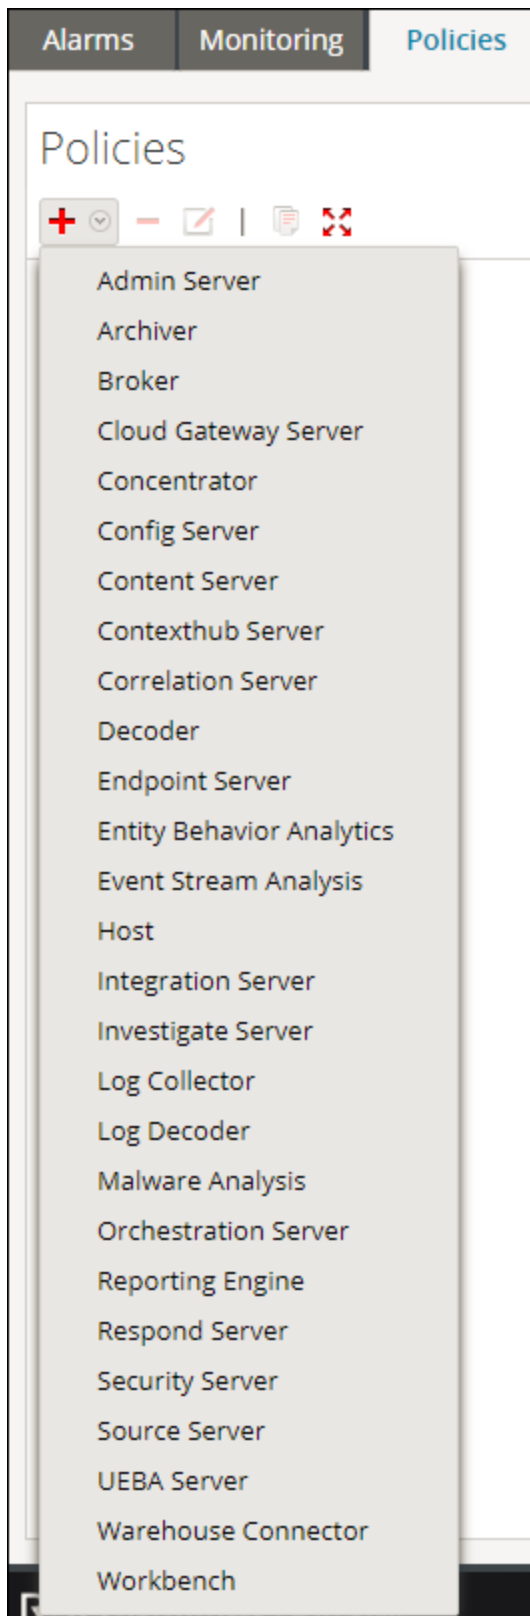 Alarms Monitoring Policies
Policies
Admin Server
Archiver
Broker
Cloud Gateway Server
Concentrator
Config Server
Content Server
Contexthub Server
Correlation Server
Decoder
Endpoint Server
Entity Behavior Analytics
Event Stream Analysis
Host
Integration Server
Investigate Server
Log Collector
Log Decoder
Malware Analysis
Orchestration Server
Reporting Engine
Respond Server
Security Server
Source Server
UEBA Server
Warehouse Connector
Workbench